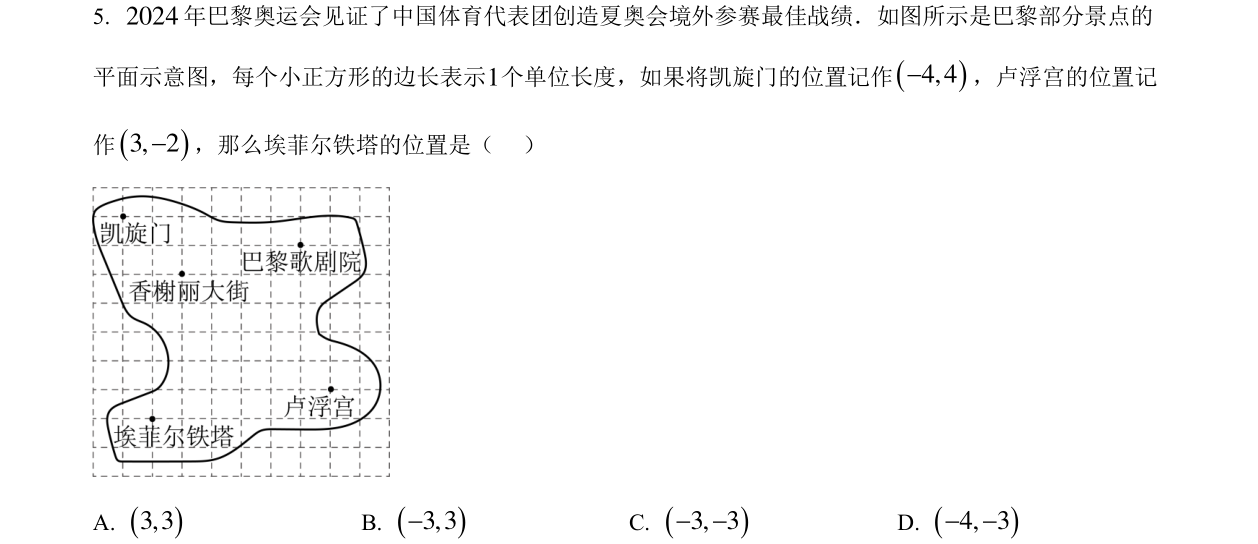 5. 2024年巴黎奥运会见证了中国体育代表团创造夏奥会境外参赛最佳战绩．如图所示是巴黎部分景点的
平面示意图，每个小正方形的边长表示1个单位长度，如果将凯旋门的位置记作(−4,4)，卢浮宫的位置记
作(3,−2)，那么埃菲尔铁塔的位置是（ ）
凯旋门
巴黎歌剧院
香榭丽大街
卢浮宫
埃菲尔铁塔
A. (3,3) B. (−3,3) C. (−3,−3) D. (−4,−3)